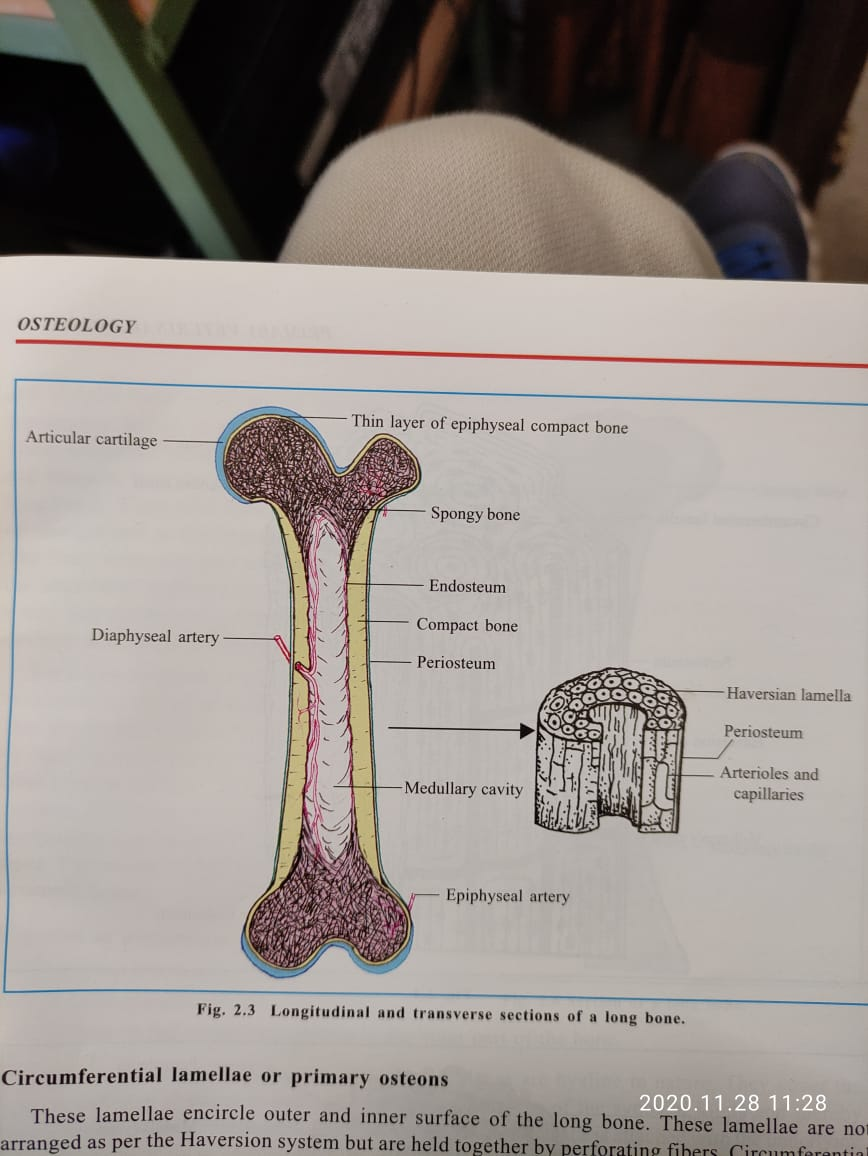 OSTEOLOGY
Thin layer of epiphyseal compact bone
Articular cartilage
Spongy bone
Endosteum
Compact bone
Diaphyseal artery
Periosteum
Haversian lamella
Periosteum
Arterioles and
capillaries
Medullary cavity
Epiphyseal artery
Fig. 2.3 Longitudinal and transverse sections of a long bone.
Circumferential lamellae or primary osteons
2020.11.28 11:28
These lamellae encircle outer and inner surface of the long bone. These lamellae are no
arranged as per the Haversion system but are held together by perforating fibers. Circumferentia